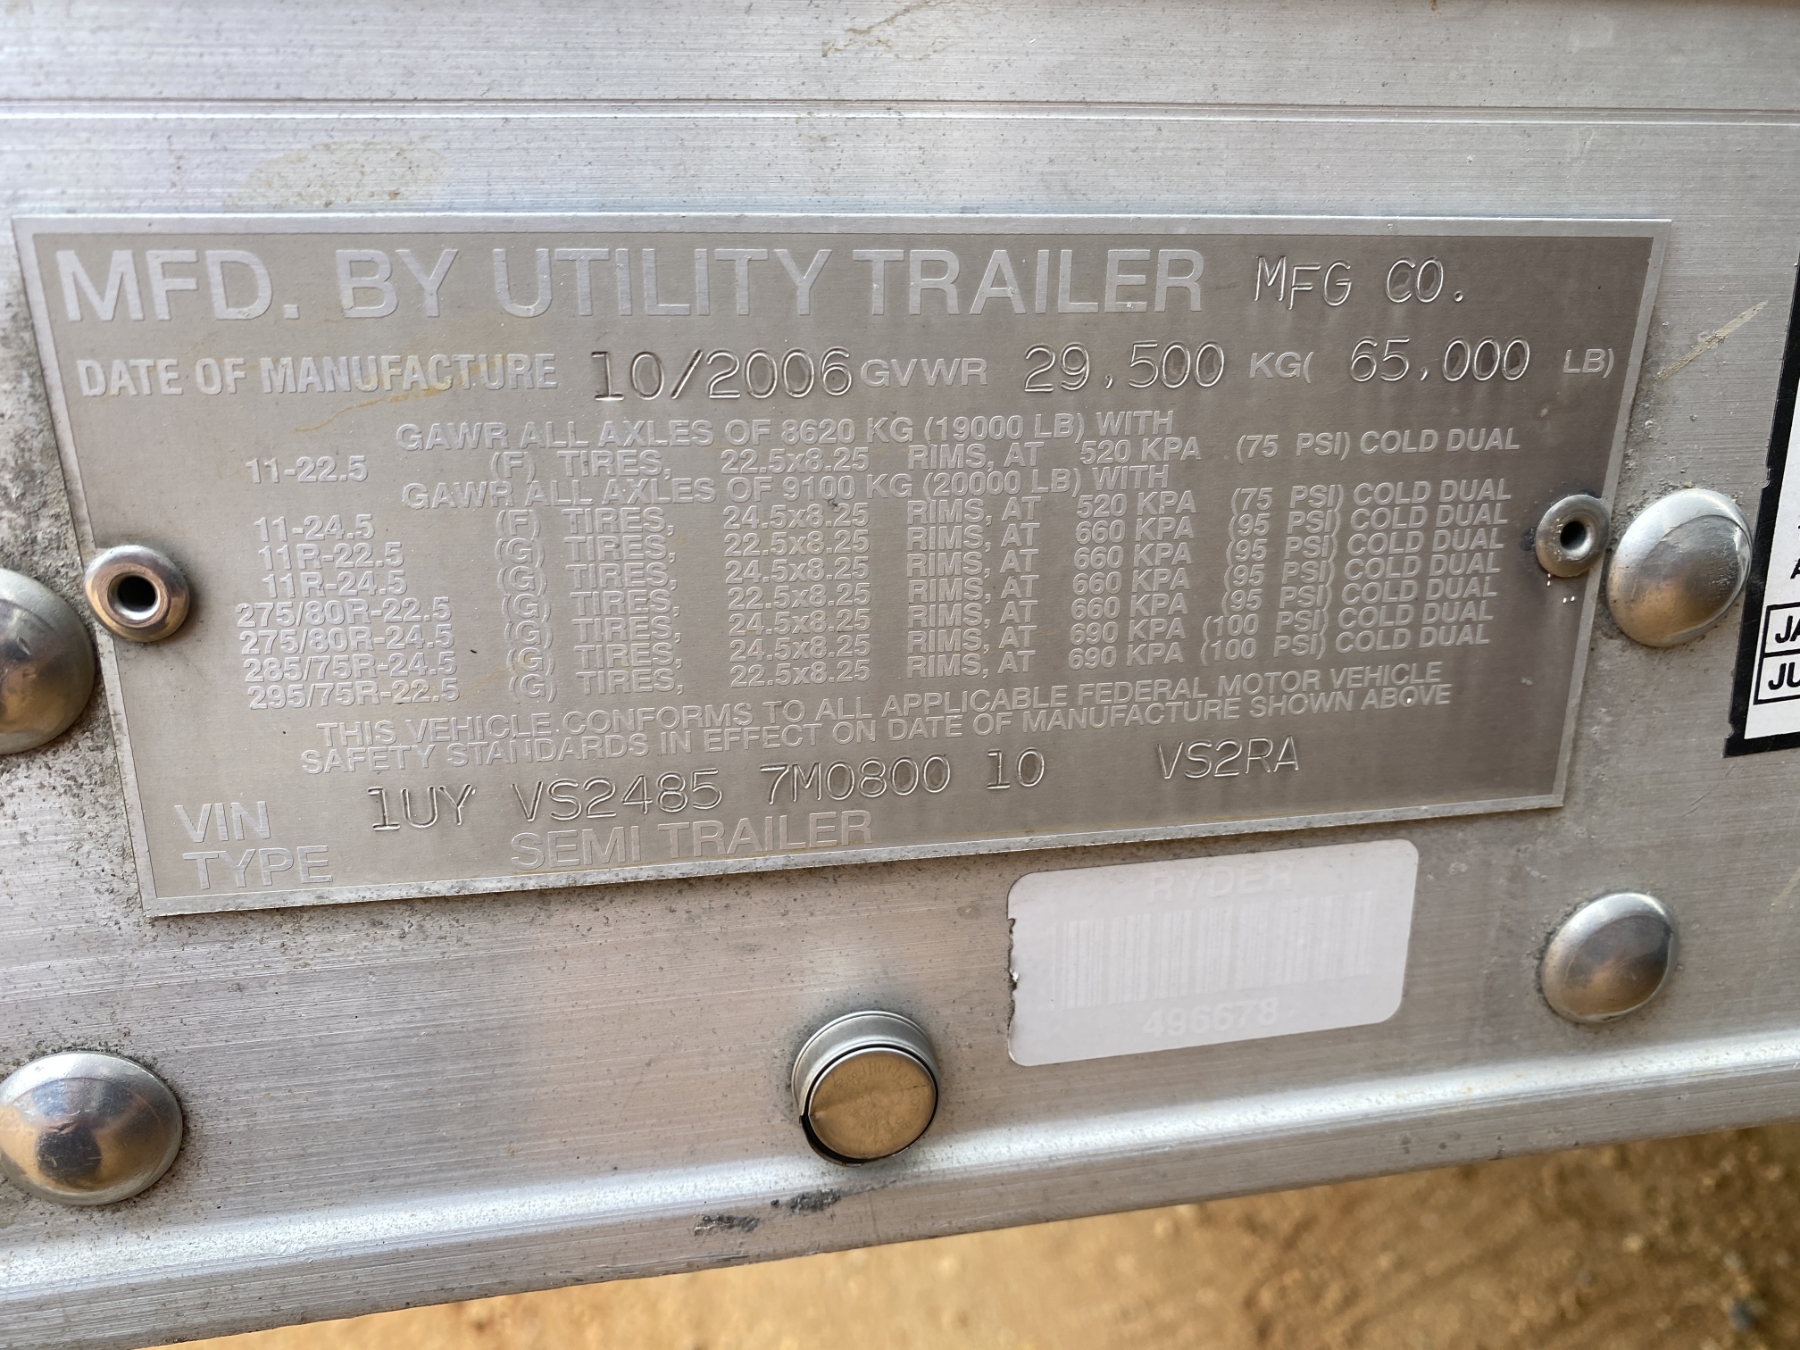 MFD. BY UTILITY TRAILER MFG CO.
DATE OF MANUFACTURE 10/2006 GVWR 29,500 KG( 65,000 LB)
GAWR ALL AXLES OF 8620 KG (19000 LB) WITH
11-22.5 (F) TIRES, 22.5x8.25 RIMS, AT 520 KPA (75 PSI) COLD DUAL
GAWR ALL AXLES OF 9100 KG (20000 LB) WITH
11-24.5 (F) TIRES, 24.5x8.25 RIMS, AT 520 KPA (75 PSI) COLD DUAL
11R-22.5 (G) TIRES, 22.5x8.25 RIMS, AT 660 KPA (95 PSI) COLD DUAL
11R-24.5 (G) TIRES, 24.5x8.25 RIMS, AT 660 KPA (95 PSI) COLD DUAL
275/80R-22.5 (G) TIRES, 22.5x8.25 RIMS, AT 660 KPA (95 PSI) COLD DUAL
275/80R-24.5 (G) TIRES, 24.5x8.25 RIMS, AT 660 KPA (95 PSI) COLD DUAL
285/75R-24.5 (G) TIRES, 24.5x8.25 RIMS, AT 690 KPA (100 PSI) COLD DUAL
295/75R-22.5 (G) TIRES, 22.5x8.25 RIMS, AT 690 KPA (100 PSI) COLD DUAL
THIS VEHICLE CONFORMS TO ALL APPLICABLE FEDERAL MOTOR VEHICLE
SAFETY STANDARDS IN EFFECT ON DATE OF MANUFACTURE SHOWN ABOVE
VIN 1UY VS2485 7M0800 10 VS2RA
TYPE SEMI TRAILER
RYDER
496678
JA
JU